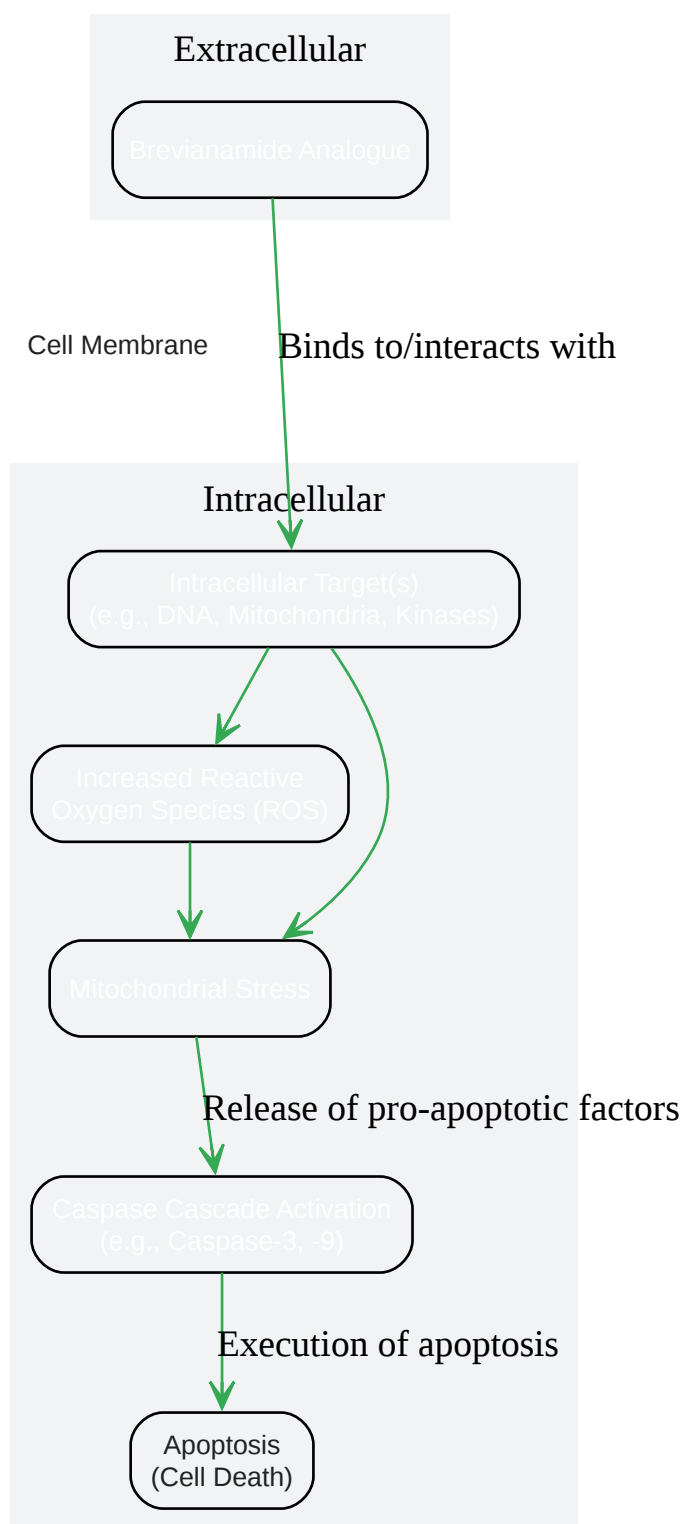 Extracellular
Brevianamide Analogue
Cell Membrane
Binds to/interacts with
Intracellular
Intracellular Target(s)
(e.g., DNA, Mitochondria, Kinases)
Increased Reactive
Oxygen Species (ROS)
Mitochondrial Stress
Release of pro-apoptotic factors
Caspase Cascade Activation
(e.g., Caspase-3, -9)
Execution of apoptosis
Apoptosis
(Cell Death)